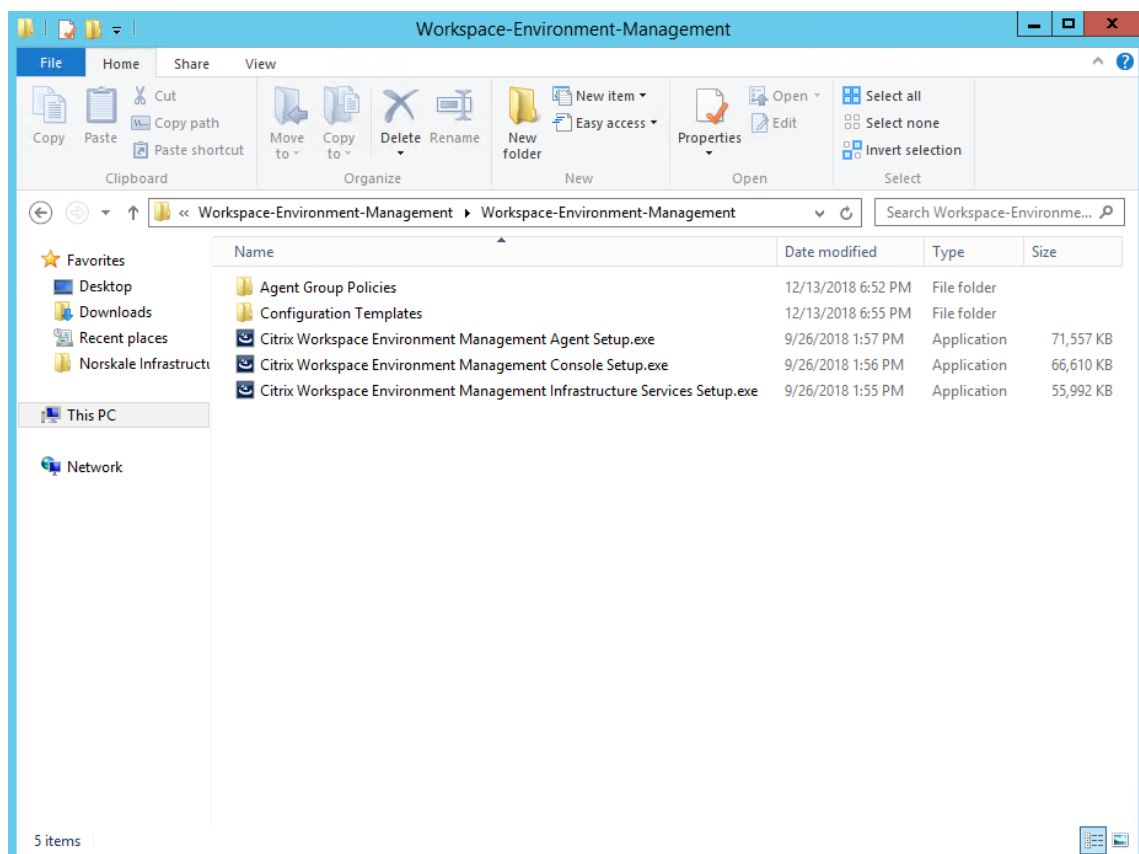 Workspace-Environment-Management
File Home Share View
Copy
Paste
Cut
Copy path
Paste shortcut
Clipboard
Move to
Copy to
Delete
Rename
Organize
New folder
New item
Easy access
New
Properties
Open
Edit
Open
Select all
Select none
Invert selection
Select
« Workspace-Environment-Management Workspace-Environment-Management
Search Workspace-Environme...
Favorites
Desktop
Downloads
Recent places
Norskale Infrastructu
This PC
Network
Name Date modified Type Size
Agent Group Policies 12/13/2018 6:52 PM File folder
Configuration Templates 12/13/2018 6:55 PM File folder
Citrix Workspace Environment Management Agent Setup.exe 9/26/2018 1:57 PM Application 71,557 KB
Citrix Workspace Environment Management Console Setup.exe 9/26/2018 1:56 PM Application 66,610 KB
Citrix Workspace Environment Management Infrastructure Services Setup.exe 9/26/2018 1:55 PM Application 55,992 KB
5 items